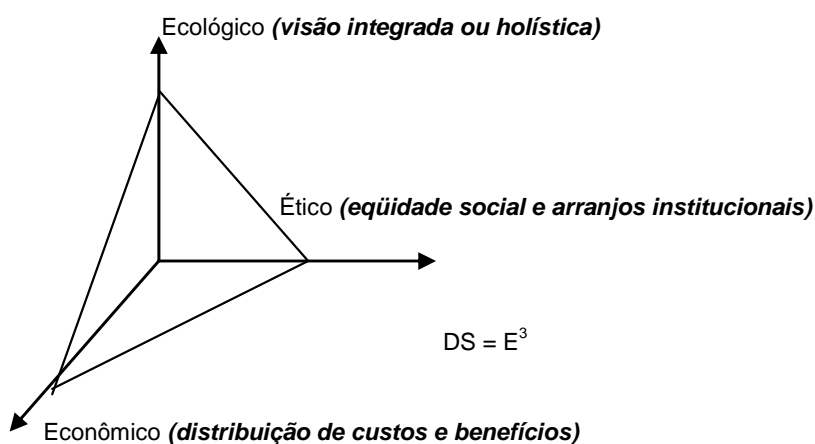 Ecológico (visão integrada ou holística)
Ético (eqüidade social e arranjos institucionais)
DS = E³
Econômico (distribuição de custos e benefícios)